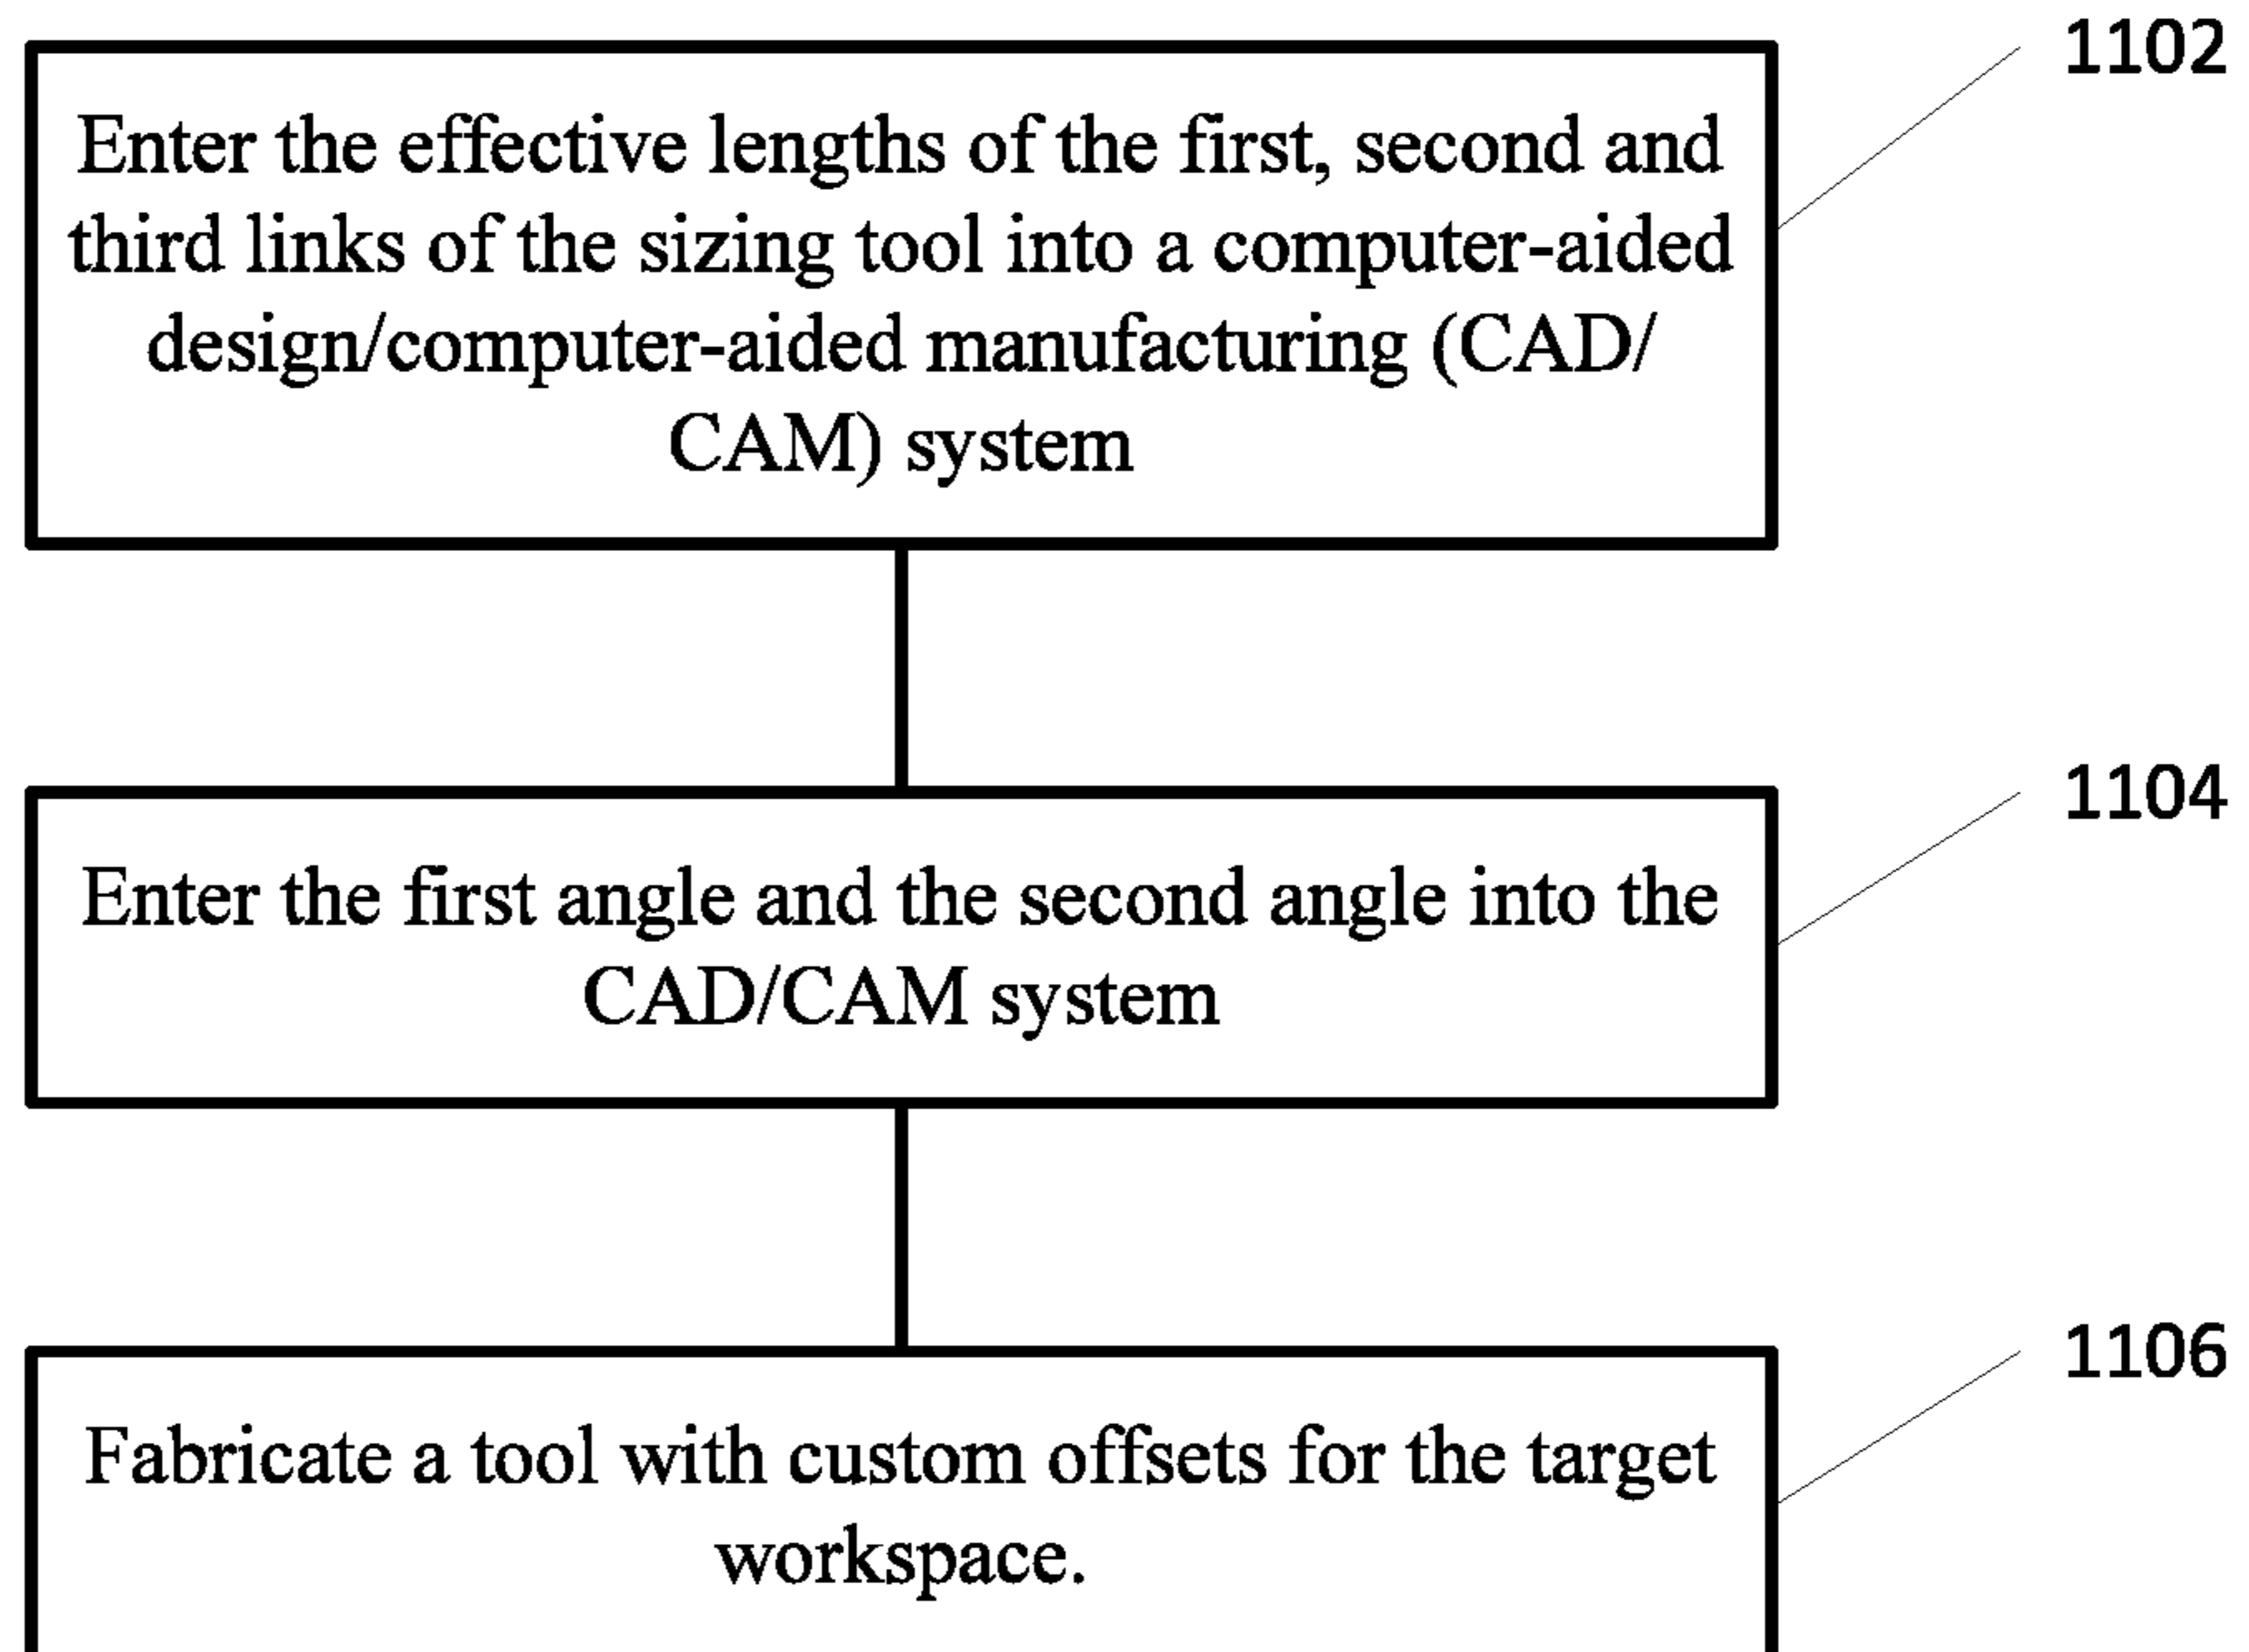 1102
Enter the effective lengths of the first, second and
third links of the sizing tool into a computer-aided
design/computer-aided manufacturing (CAD/
CAM) system
1104
Enter the first angle and the second angle into the
CAD/CAM system
1106
Fabricate a tool with custom offsets for the target
workspace.